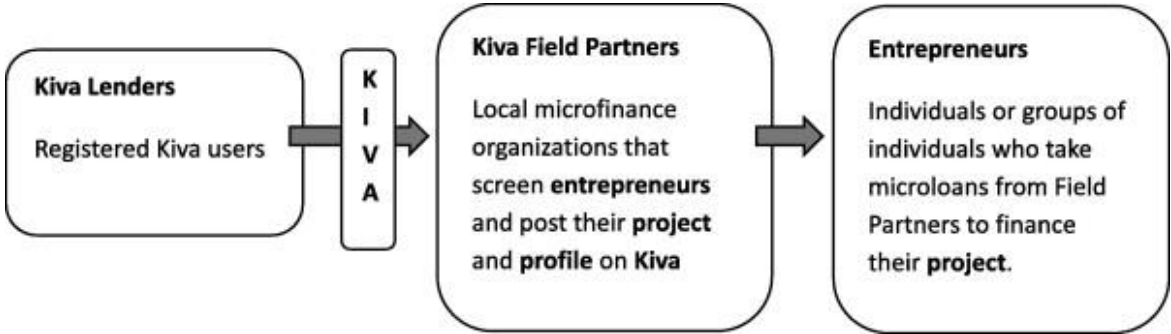 Kiva Lenders
Registered Kiva users
K
I
V
A
Kiva Field Partners
Local microfinance
organizations that
screen entrepreneurs
and post their project
and profile on Kiva
Entrepreneurs
Individuals or groups of
individuals who take
microloans from Field
Partners to finance
their project.